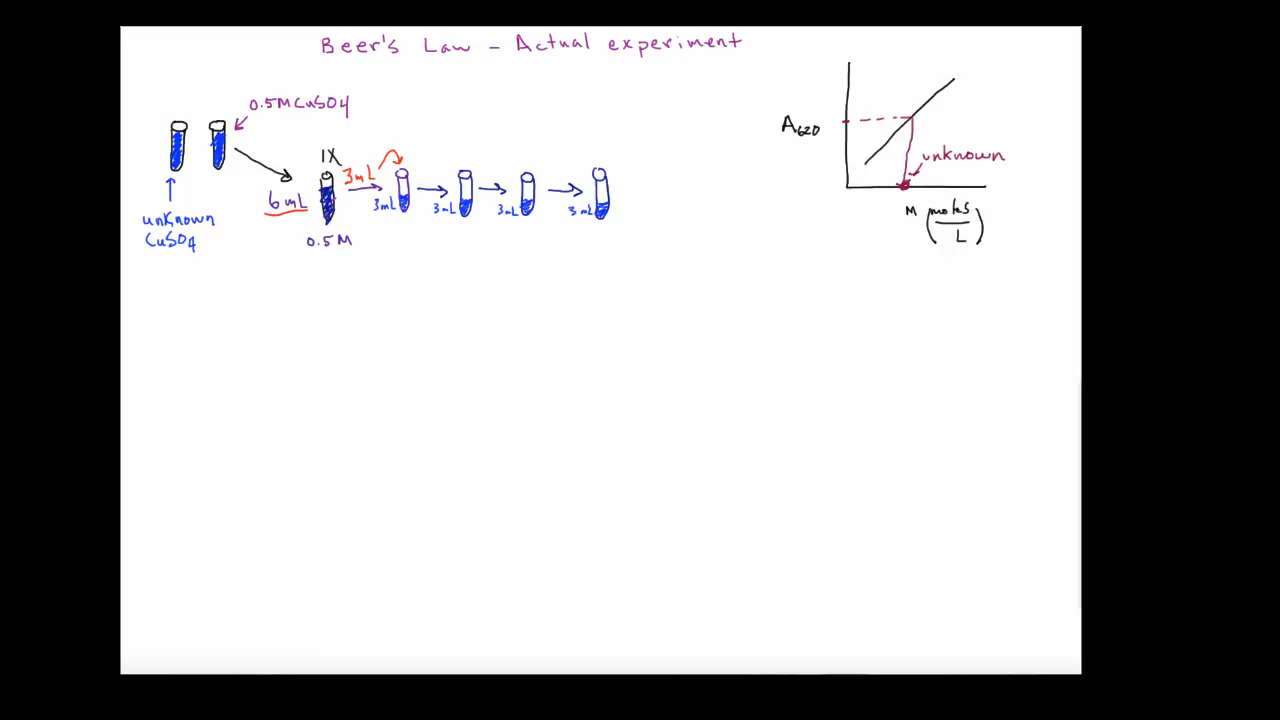 Beer's Law - Actual experiment
0.5M CuSO4
1X
3mL
6mL
3mL
3mL
3mL
3mL
0.5M
unknown
CuSO4
A620
unknown
M (moles
L)